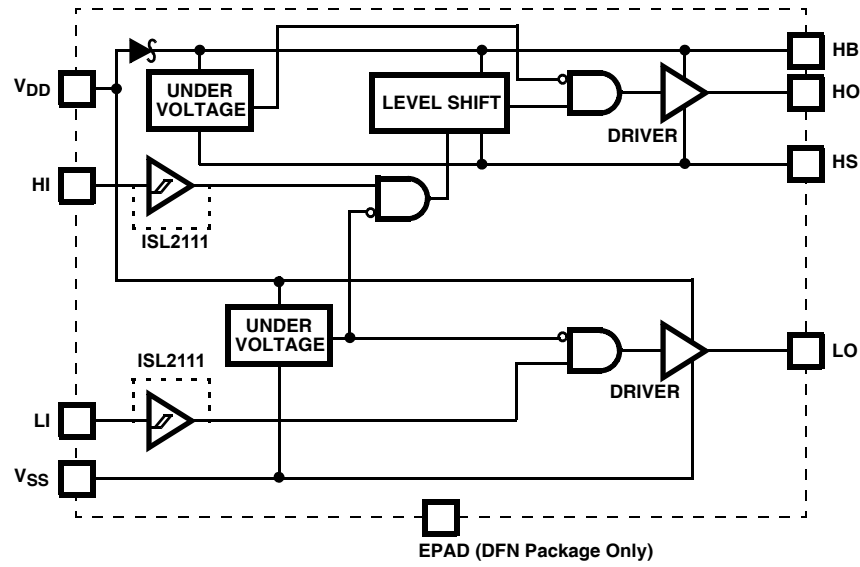 HB
V_DD
UNDER
VOLTAGE
LEVEL SHIFT
HO
DRIVER
HS
HI
ISL2111
UNDER
VOLTAGE
LO
DRIVER
ISL2111
LI
V_SS
EPAD (DFN Package Only)